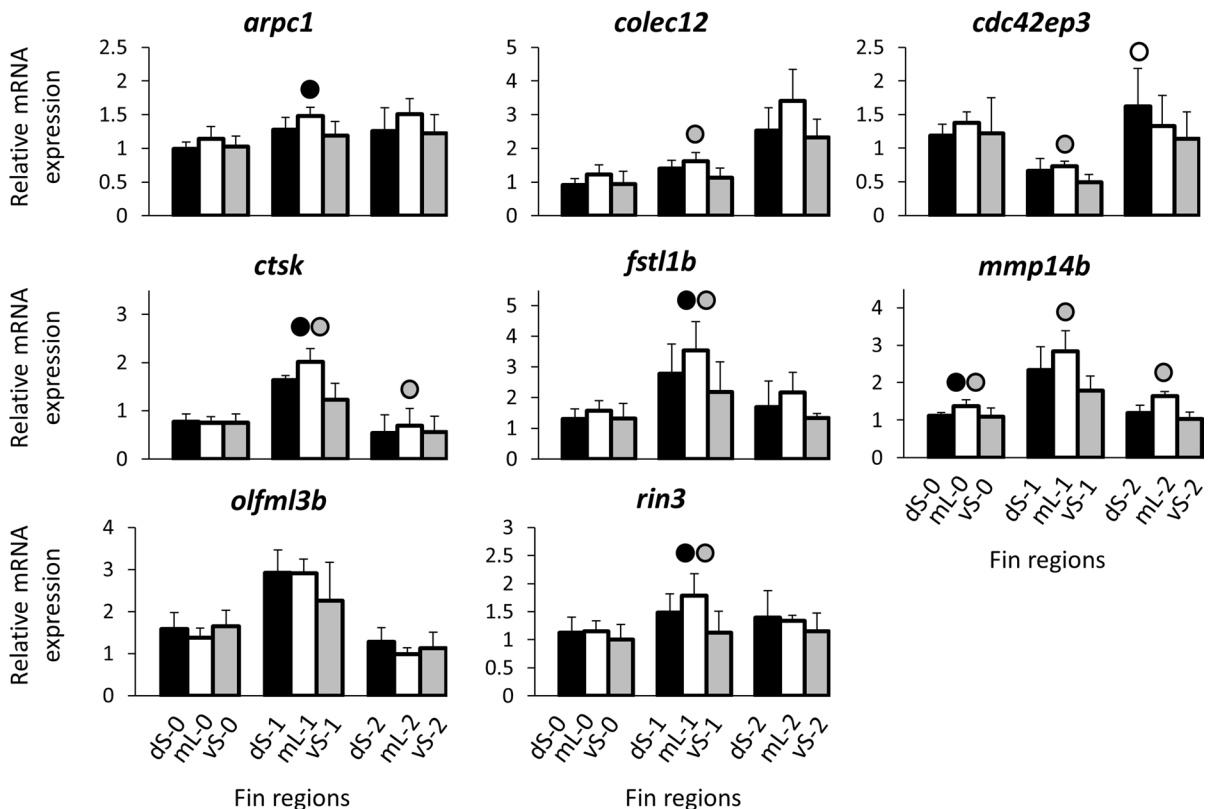 arpc1
colec12
cdc42ep3
Relative mRNA
expression
2.5
2
1.5
1
0.5
0
5
4
3
2
1
0
2.5
2
1.5
1
0.5
0
ctsk
fstl1b
mmp14b
Relative mRNA
expression
3
2
1
0
5
4
3
2
1
0
4
3
2
1
0
dS-0
mL-0
vS-0
dS-1
mL-1
vS-1
dS-2
mL-2
vS-2
Fin regions
olfml3b
rin3
Relative mRNA
expression
4
3
2
1
0
3
2.5
2
1.5
1
0.5
0
dS-0
mL-0
vS-0
dS-1
mL-1
vS-1
dS-2
mL-2
vS-2
dS-0
mL-0
vS-0
dS-1
mL-1
vS-1
dS-2
mL-2
vS-2
Fin regions
Fin regions